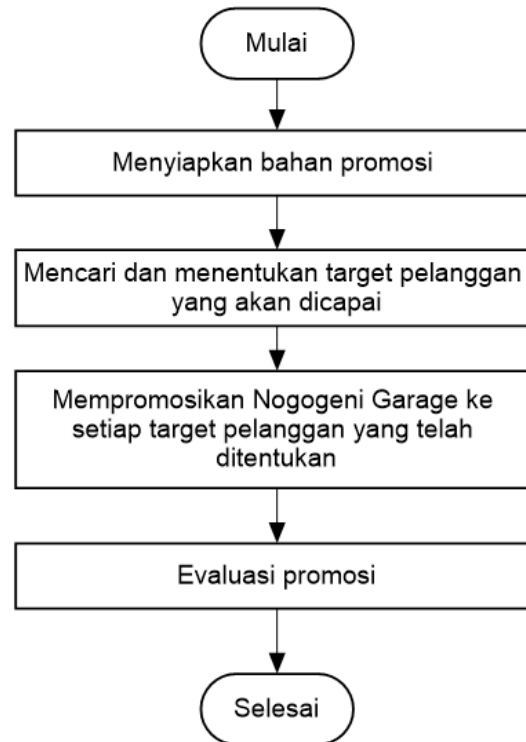 Mulai
Menyiapkan bahan promosi
Mencari dan menentukan target pelanggan
yang akan dicapai
Mempromosikan Nogogeni Garage ke
setiap target pelanggan yang telah
ditentukan
Evaluasi promosi
Selesai